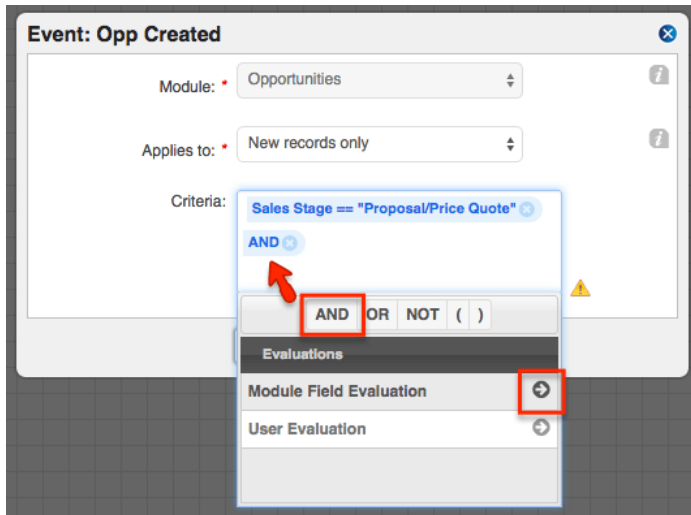 Event: Opp Created
Module: * Opportunities
Applies to: * New records only
Criteria: Sales Stage == "Proposal/Price Quote"
AND
AND OR NOT ( )
Evaluations
Module Field Evaluation
User Evaluation